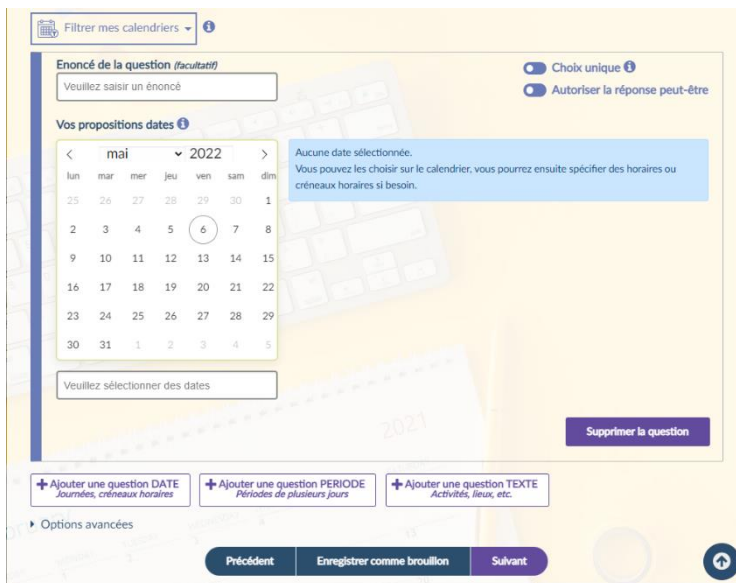 Filtrer mes calendriers
Enoncé de la question (facultatif)
Choix unique
Veuillez saisir un énoncé
Autoriser la réponse peut-être
Vos propositions dates
mai 2022
lun mar mer jeu ven sam dim
25 26 27 28 29 30 1
2 3 4 5 6 7 8
9 10 11 12 13 14 15
16 17 18 19 20 21 22
23 24 25 26 27 28 29
30 31 1 2 3 4 5
Aucune date sélectionnée.
Vous pouvez les choisir sur le calendrier, vous pourrez ensuite spécifier des horaires ou
créneaux horaires si besoin.
Veuillez sélectionner des dates
2021
Supprimer la question
Ajouter une question DATE
Journées, créneaux horaires
Ajouter une question PERIODE
Périodes de plusieurs jours
Ajouter une question TEXTE
Activités, lieux, etc.
Options avancées
Précédent Enregistrer comme brouillon Suivant